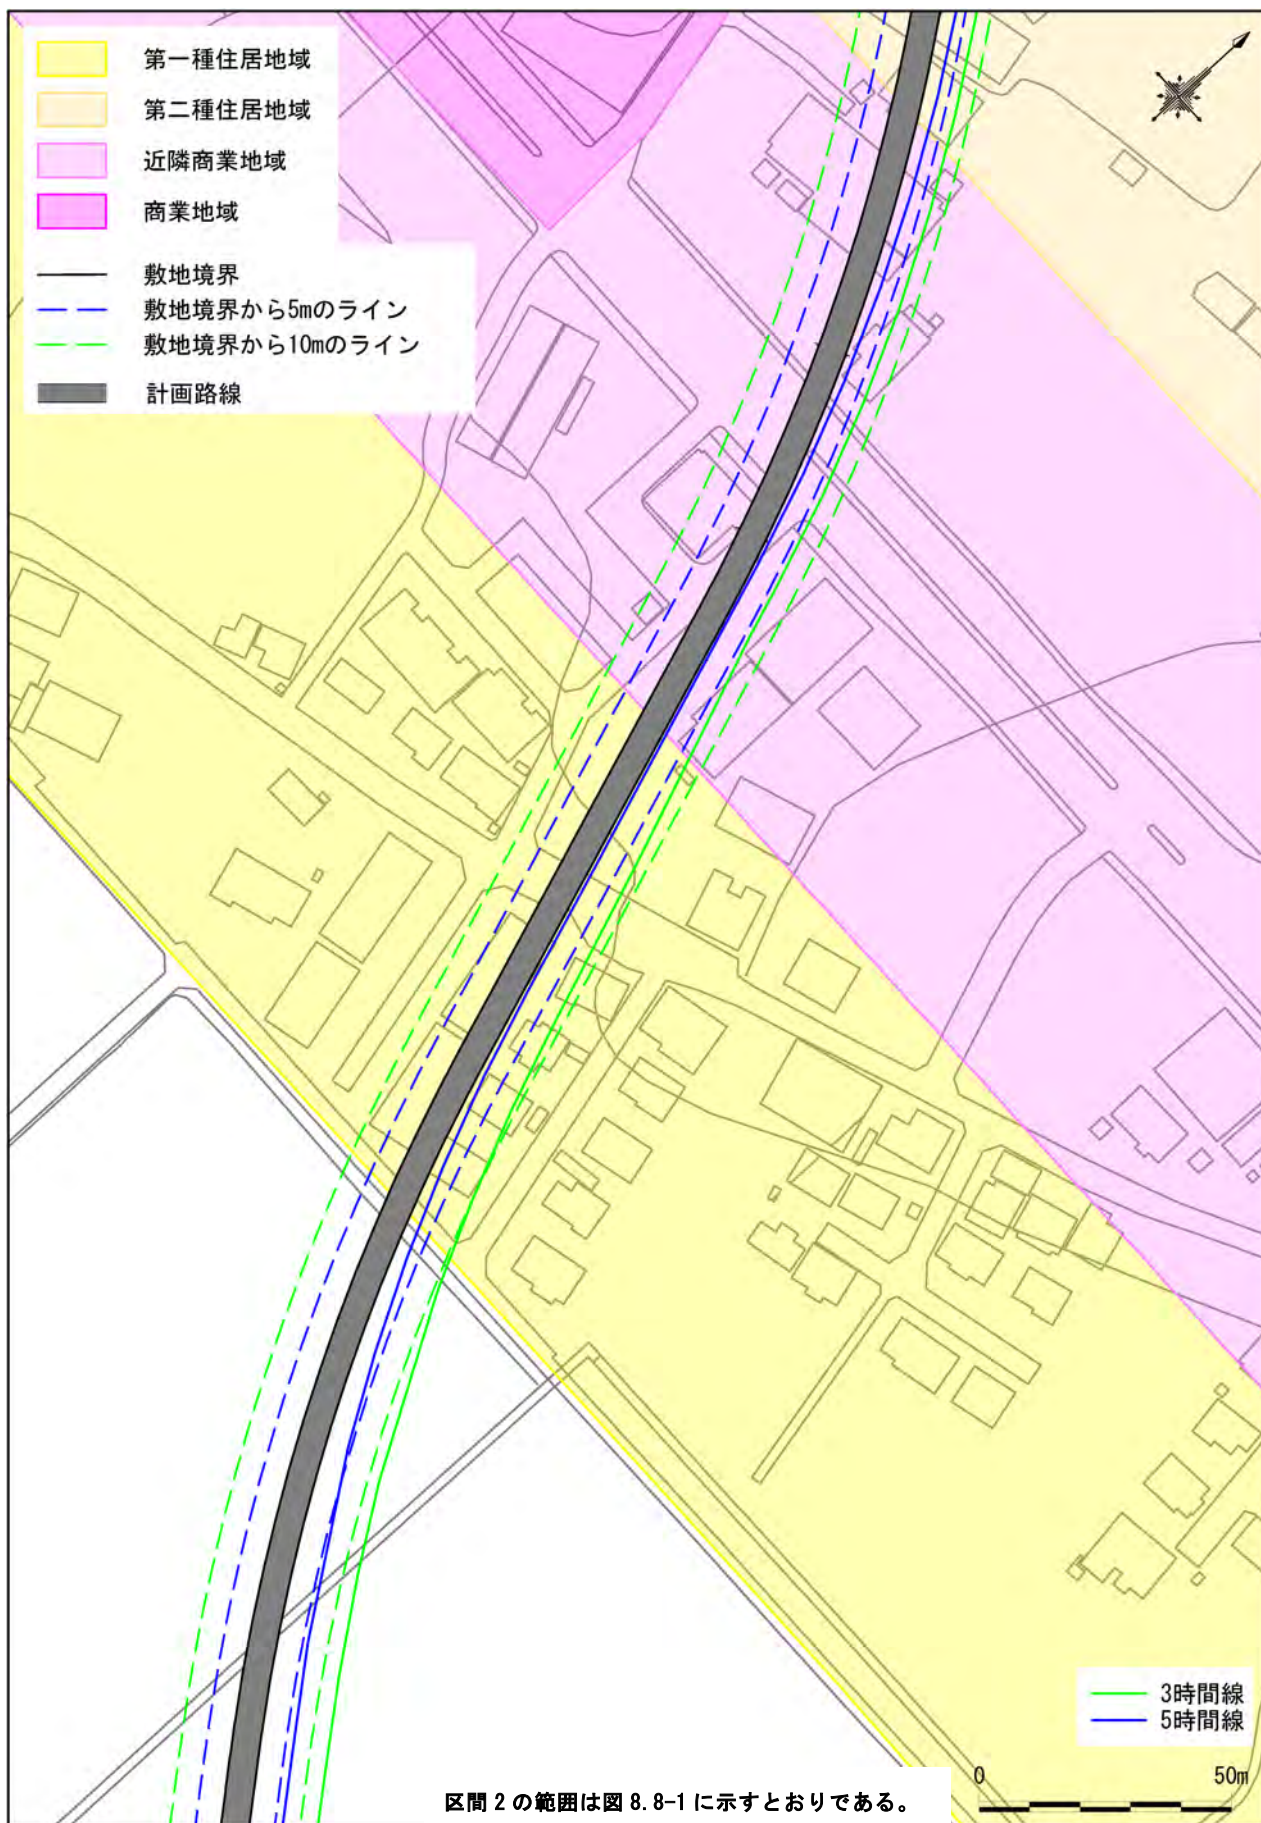 第一種住居地域
第二種住居地域
近隣商業地域
商業地域
敷地境界
敷地境界から5mのライン
敷地境界から10mのライン
計画路線
3時間線
5時間線
0 50m
区間2の範囲は図8.8-1に示すとおりである。